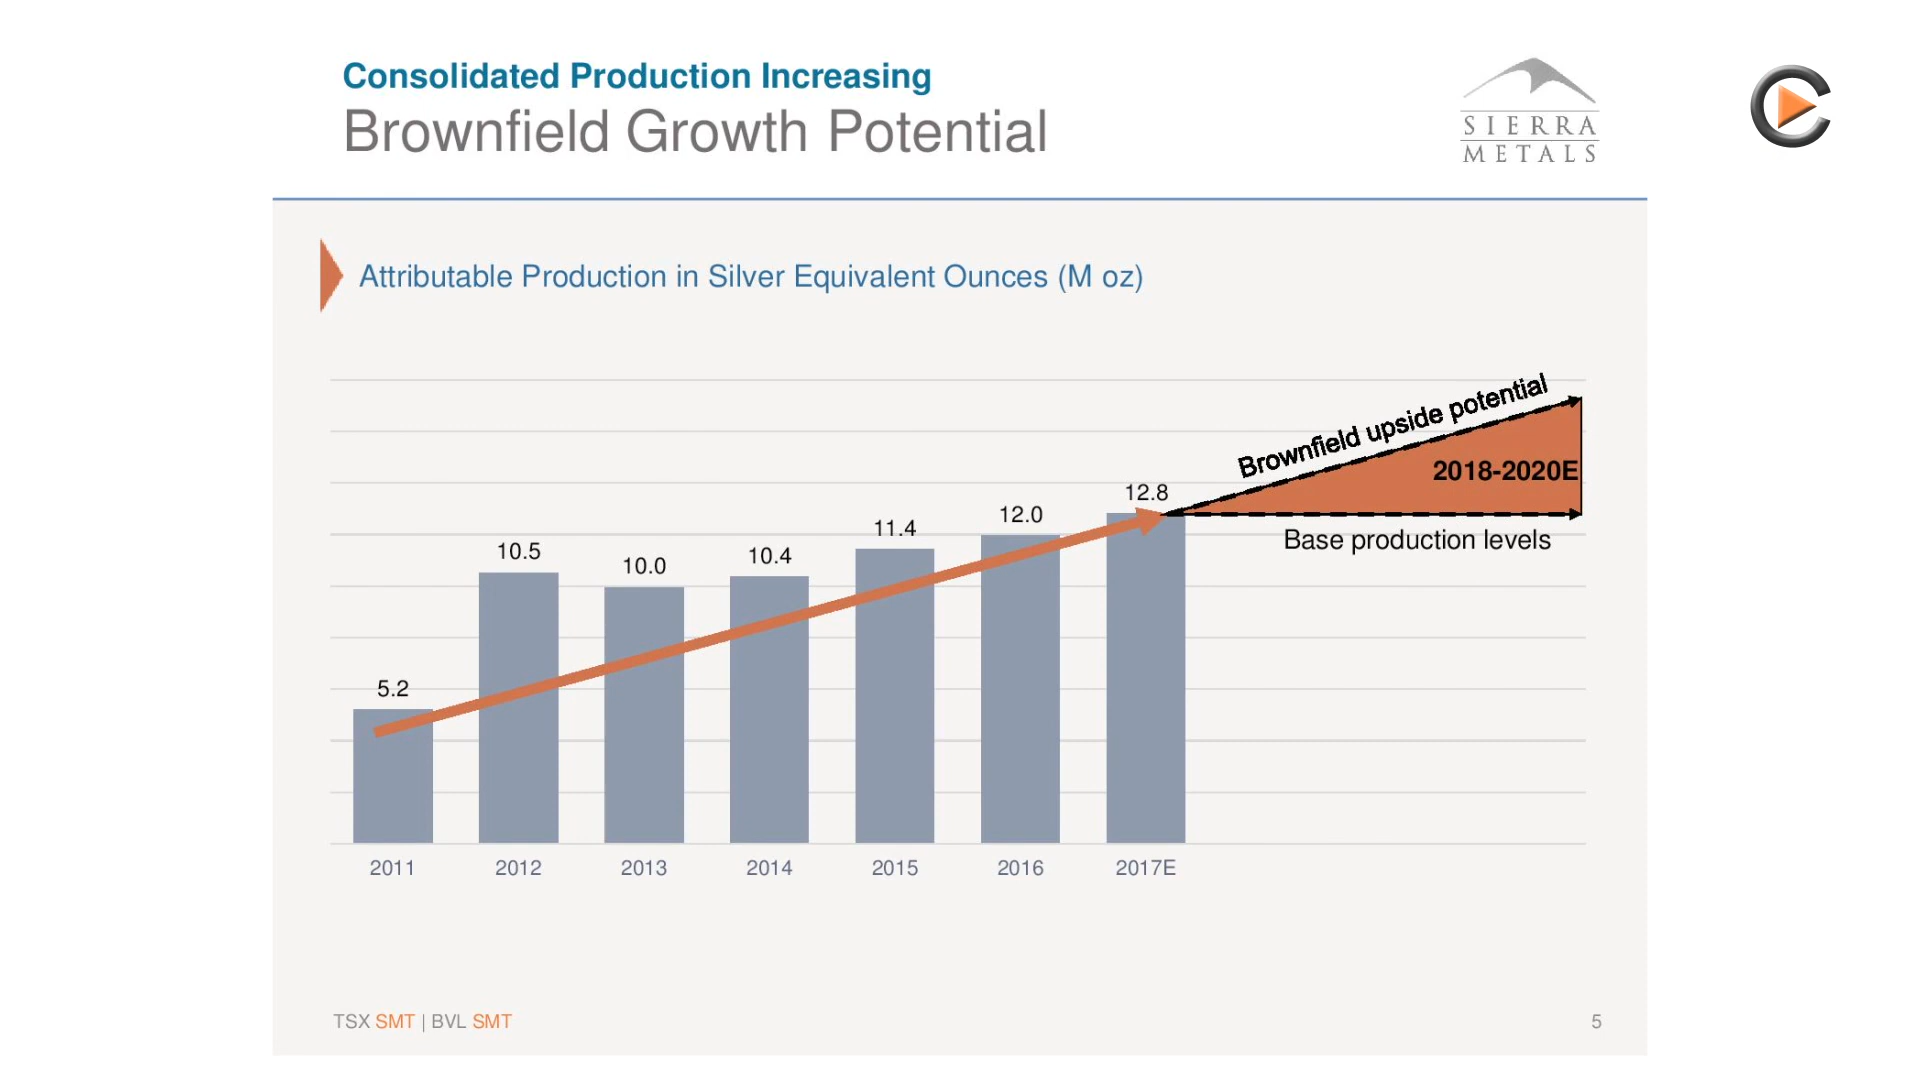 Consolidated Production Increasing
Brownfield Growth Potential
SIERRA
METALS
Attributable Production in Silver Equivalent Ounces (M oz)
Brownfield upside potential
2018-2020E
Base production levels
5.2
10.5
10.0
10.4
11.4
12.0
12.8
2011
2012
2013
2014
2015
2016
2017E
TSX SMT | BVL SMT
5